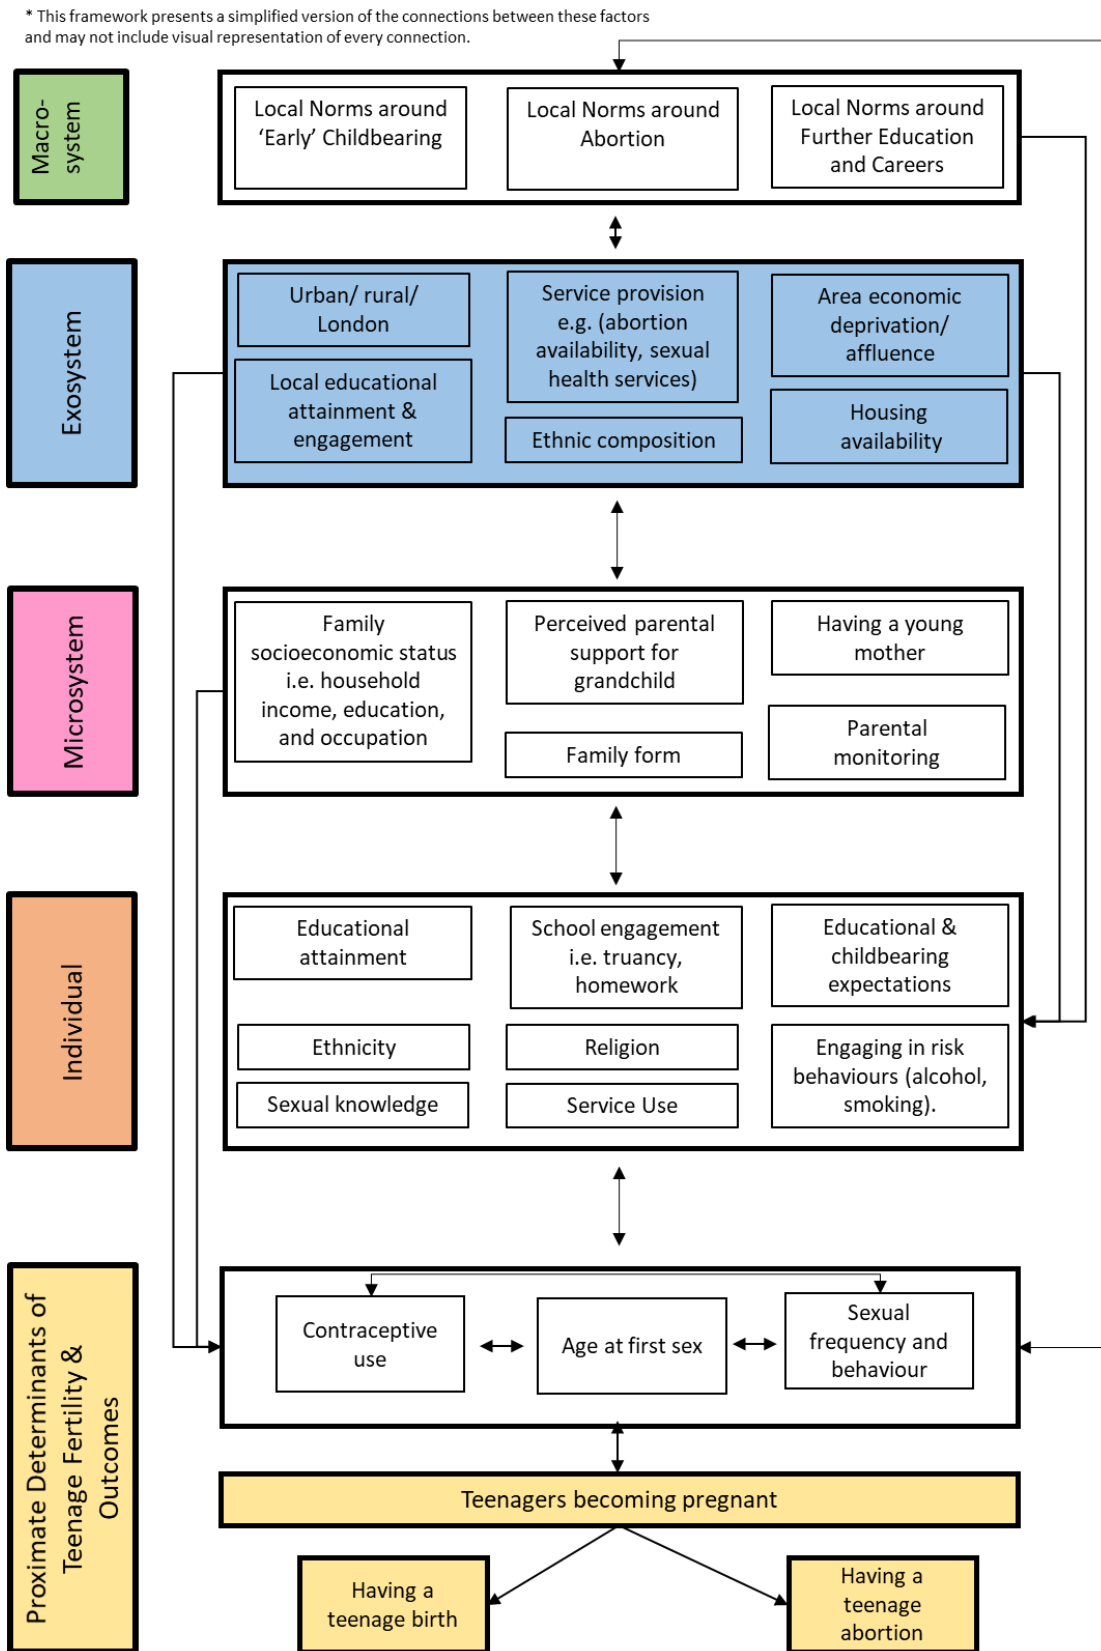 * This framework presents a simplified version of the connections between these factors
and may not include visual representation of every connection.
Macro-
system
Local Norms around
'Early' Childbearing
Local Norms around
Abortion
Local Norms around
Further Education
and Careers
Exosystem
Urban/ rural/
London
Service provision
e.g. (abortion
availability, sexual
health services)
Area economic
deprivation/
affluence
Local educational
attainment &
engagement
Ethnic composition
Housing
availability
Microsystem
Family
socioeconomic status
i.e. household
income, education,
and occupation
Perceived parental
support for
grandchild
Having a young
mother
Family form
Parental
monitoring
Individual
Educational
attainment
School engagement
i.e. truancy,
homework
Educational &
childbearing
expectations
Ethnicity
Religion
Engaging in risk
behaviours (alcohol,
smoking).
Sexual knowledge
Service Use
Proximate Determinants of
Teenage Fertility &
Outcomes
Contraceptive
use
Age at first sex
Sexual
frequency and
behaviour
Teenagers becoming pregnant
Having a
teenage birth
Having a
teenage
abortion